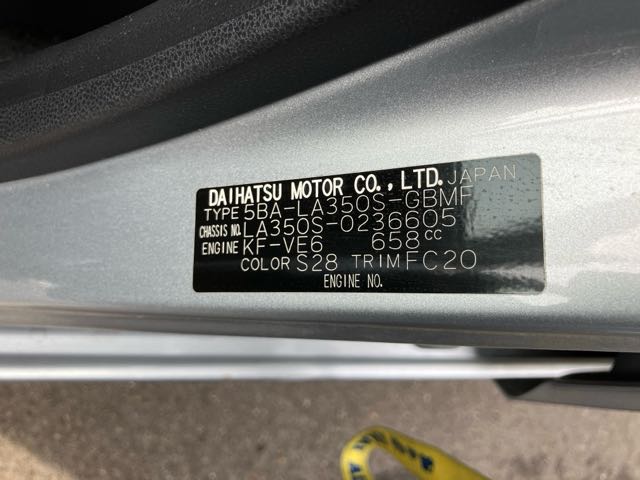 DAIHATSU MOTOR CO., LTD. JAPAN
TYPE 5BA-LA350S-GBMF
CHASSIS NO. LA350S-0236605
ENGINE KF-VE6 658cc
COLOR S28 TRIM FC20
ENGINE NO.